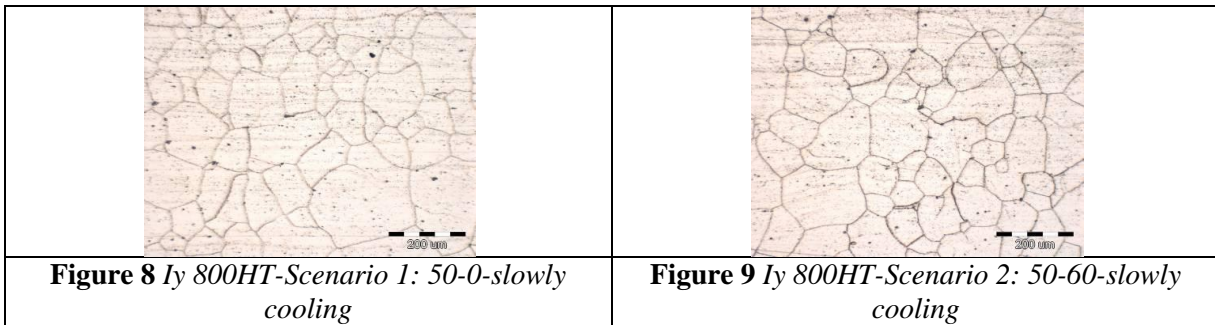 200 um
200 um
Figure 8 Iy 800HT-Scenario 1: 50-0-slowly
cooling
Figure 9 Iy 800HT-Scenario 2: 50-60-slowly
cooling